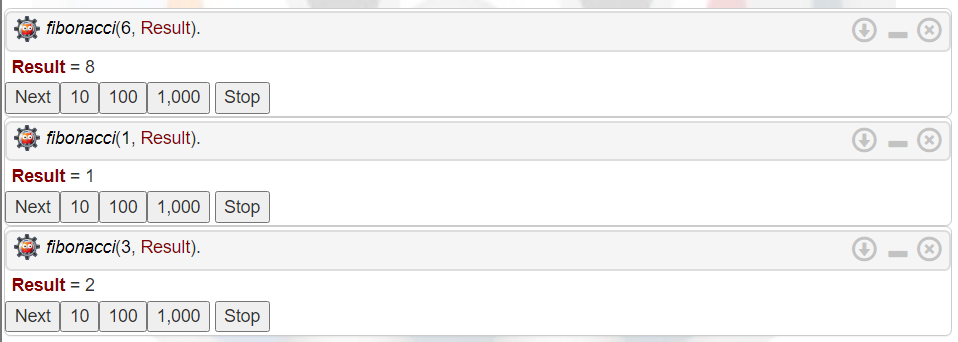 fibonacci(6, Result).
Result = 8
Next 10 100 1,000 Stop
fibonacci(1, Result).
Result = 1
Next 10 100 1,000 Stop
fibonacci(3, Result).
Result = 2
Next 10 100 1,000 Stop